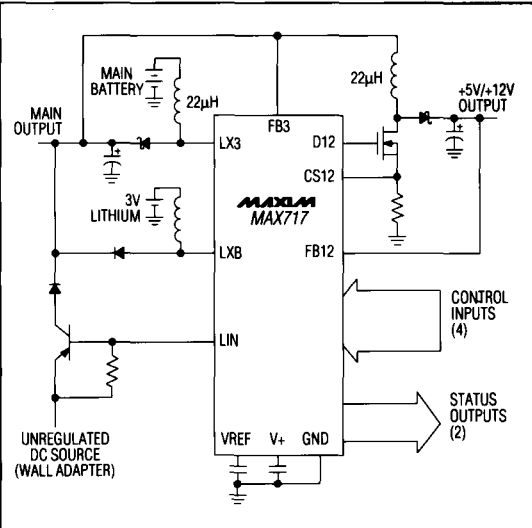 MAIN
BATTERY
22µH
MAIN
OUTPUT
LX3
FB3
22µH
+5V/+12V
OUTPUT
D12
CS12
MAXIM
MAX717
3V
LITHIUM
LXB
FB12
CONTROL
INPUTS
(4)
LIN
STATUS
OUTPUTS
(2)
UNREGULATED
DC SOURCE
(WALL ADAPTER)
VREF
V+
GND